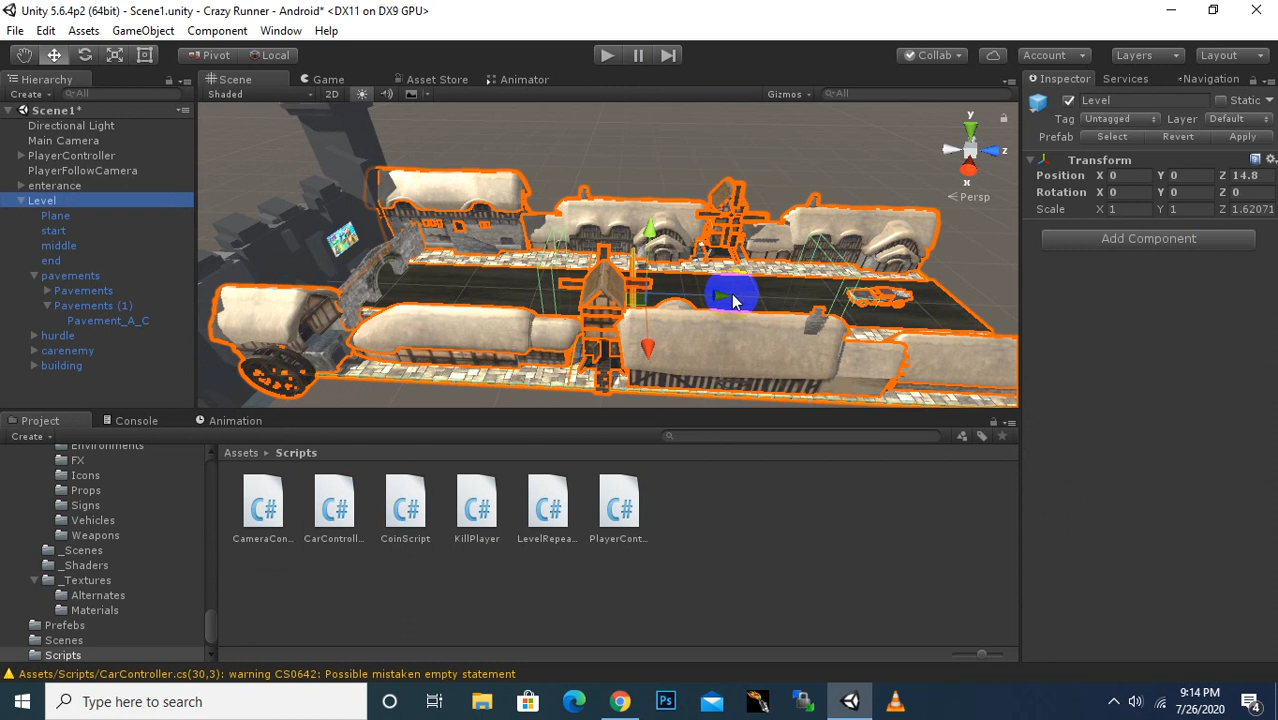 Unity 5.6.4p2 (64bit) - Scene1.unity - Crazy Runner - Android* <DX11 on DX9 GPU>
File Edit Assets GameObject Component Window Help
Pivot Local Collab Account Layers Layout
Hierarchy Scene Game Asset Store Animator Inspector Services Navigation
Create All Shaded 2D Gizmos All Level Static
Scene1*
Directional Light
Main Camera
PlayerController
PlayerFollowCamera
enterance
Level
Plane
start
middle
end
pavements
Pavements
Pavements (1)
Pavement_A_C
hurdle
carenemy
building
y
z
x
Persp
Tag Untagged Layer Default
Prefab Select Revert Apply
Transform
Position X 0 Y 0 Z 14.8
Rotation X 0 Y 0 Z 0
Scale X 1 Y 1 Z 1.62071
Add Component
Project Console Animation
Create
Environments
FX
Icons
Props
Signs
Vehicles
Weapons
_Scenes
_Shaders
_Textures
Alternates
Materials
Prefebs
Scenes
Scripts
Assets Scripts
C# C# C# C# C# C#
CameraCon... CarControll... CoinScript KillPlayer LevelRepea... PlayerCont...
Assets/Scripts/CarController.cs(30,3): warning CS0642: Possible mistaken empty statement
Type here to search
Ps
9:14 PM
7/26/2020
4